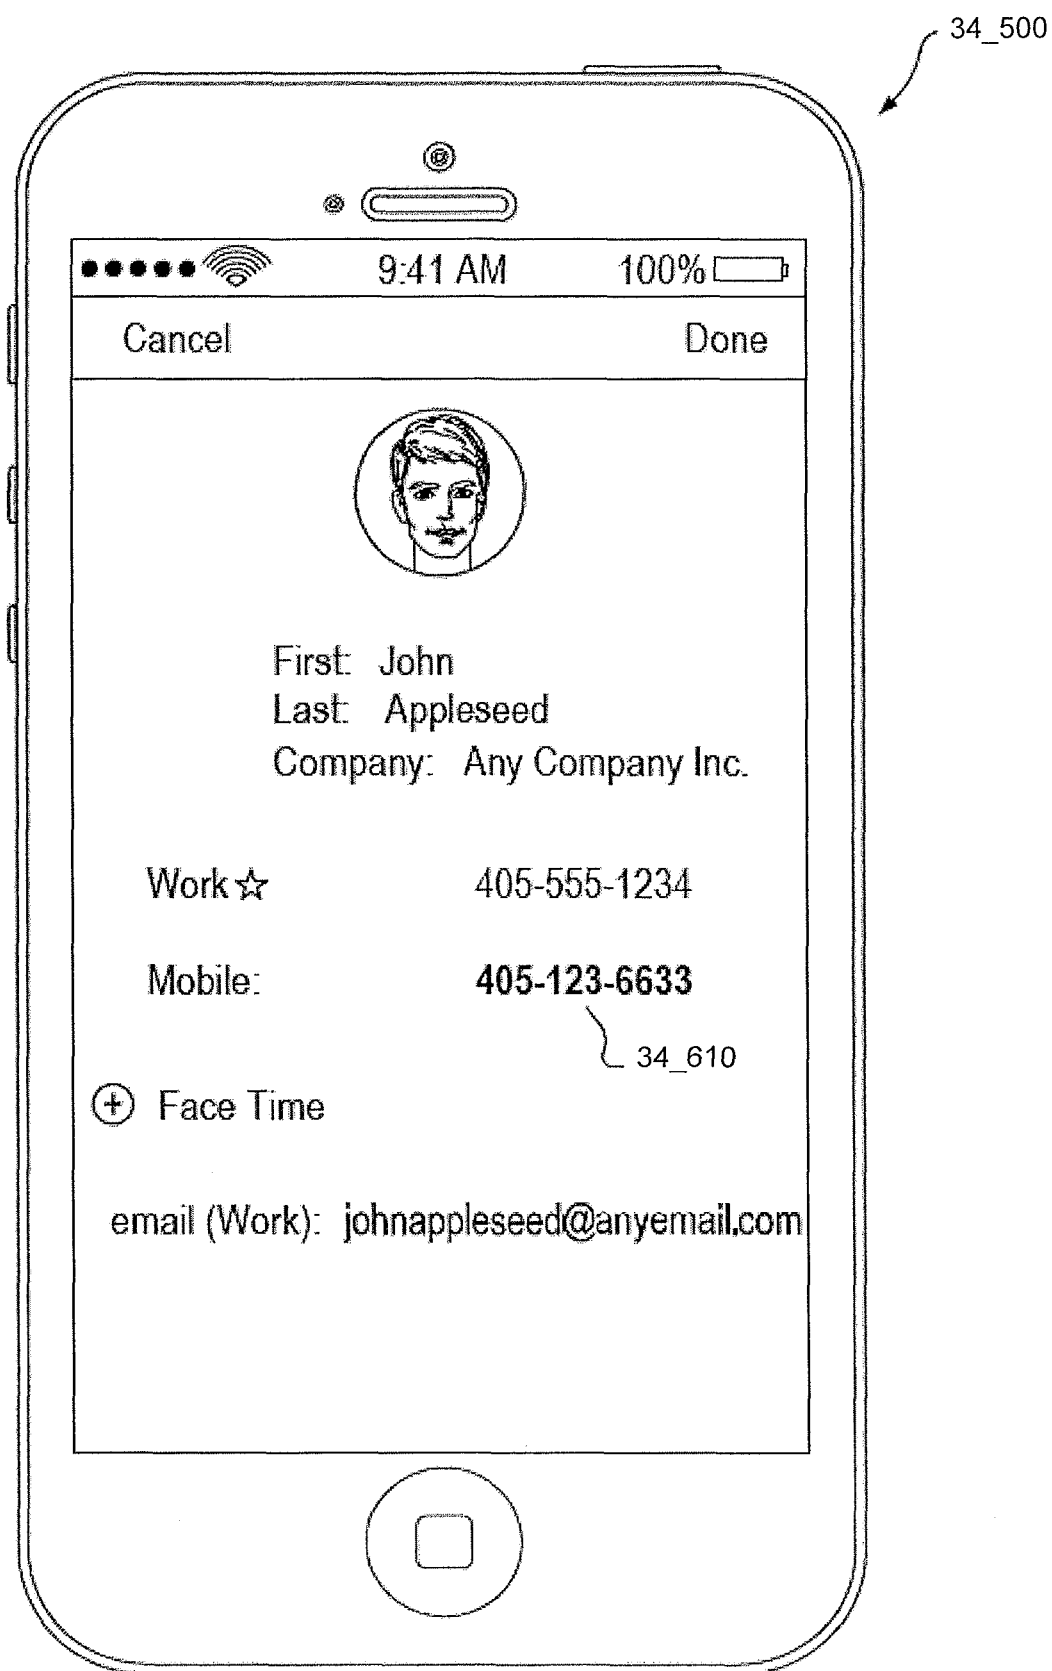 34_500
9:41 AM 100%
Cancel Done
First: John
Last: Appleseed
Company: Any Company Inc.
Work☆ 405-555-1234
Mobile: 405-123-6633
34_610
Face Time
email (Work): johnappleseed@anyemail.com